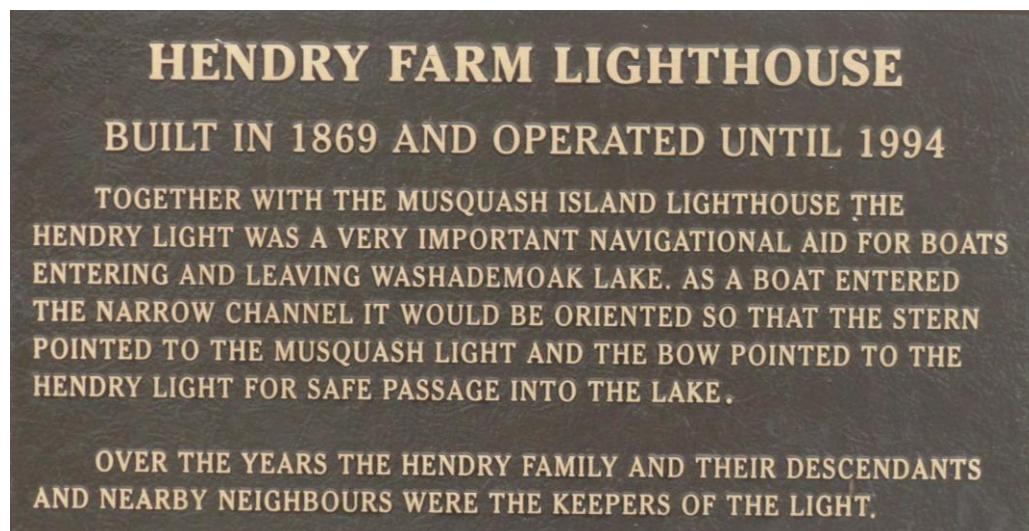 HENDRY FARM LIGHTHOUSE
BUILT IN 1869 AND OPERATED UNTIL 1994
TOGETHER WITH THE MUSQUASH ISLAND LIGHTHOUSE THE
HENDRY LIGHT WAS A VERY IMPORTANT NAVIGATIONAL AID FOR BOATS
ENTERING AND LEAVING WASHADEMOAK LAKE. AS A BOAT ENTERED
THE NARROW CHANNEL IT WOULD BE ORIENTED SO THAT THE STERN
POINTED TO THE MUSQUASH LIGHT AND THE BOW POINTED TO THE
HENDRY LIGHT FOR SAFE PASSAGE INTO THE LAKE.
OVER THE YEARS THE HENDRY FAMILY AND THEIR DESCENDANTS
AND NEARBY NEIGHBOURS WERE THE KEEPERS OF THE LIGHT.